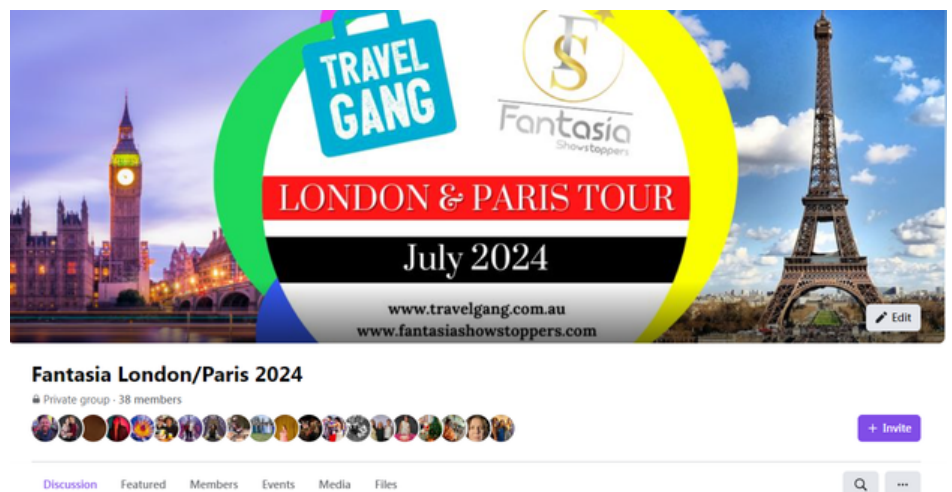 TRAVEL
GANG
FS
Fantasia
Showstoppers
LONDON & PARIS TOUR
July 2024
www.travelgang.com.au
www.fantasiashowstoppers.com
Edit
Fantasia London/Paris 2024
Private group · 38 members
+ Invite
Discussion Featured Members Events Media Files